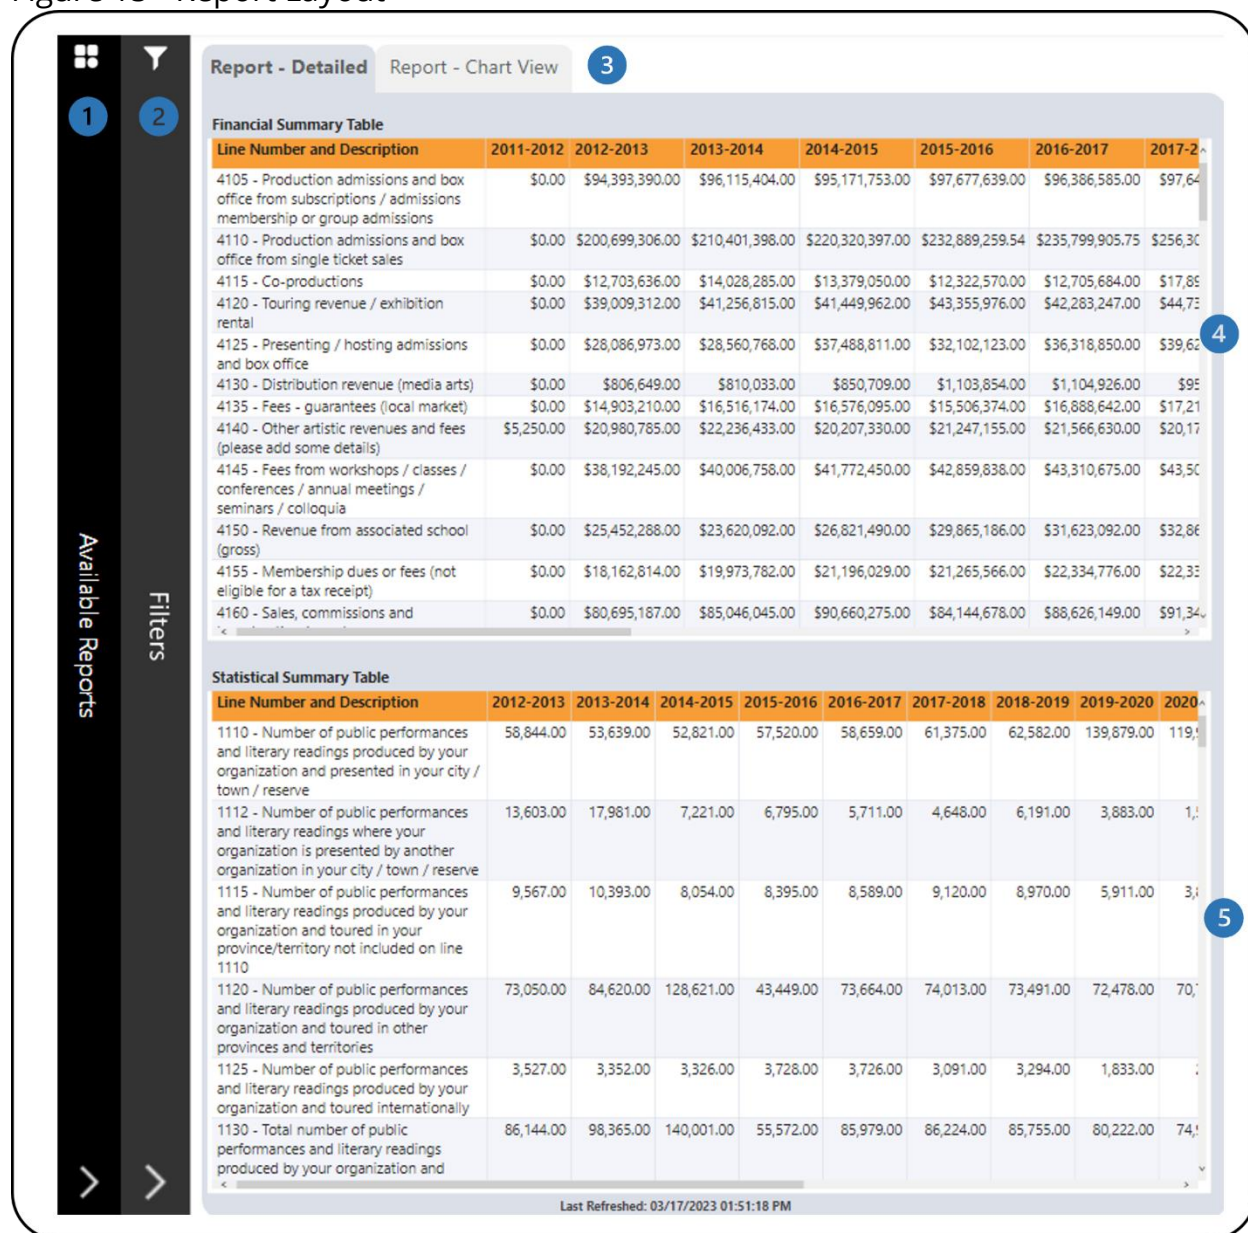 Report - Detailed Report - Chart View 3
1
2
Available Reports
Filters
Financial Summary Table
Line Number and Description 2011-2012 2012-2013 2013-2014 2014-2015 2015-2016 2016-2017 2017-2
4105 - Production admissions and box $0.00 $94,393,390.00 $96,115,404.00 $95,171,753.00 $97,677,639.00 $96,386,585.00 $97,64
office from subscriptions / admissions
membership or group admissions
4110 - Production admissions and box $0.00 $200,699,306.00 $210,401,398.00 $220,320,397.00 $232,889,259.54 $235,799,905.75 $256,30
office from single ticket sales
4115 - Co-productions $0.00 $12,703,636.00 $14,028,285.00 $13,379,050.00 $12,322,570.00 $12,705,684.00 $17,89
4120 - Touring revenue / exhibition $0.00 $39,009,312.00 $41,256,815.00 $41,449,962.00 $43,355,976.00 $42,283,247.00 $44,73
rental
4
4125 - Presenting / hosting admissions $0.00 $28,086,973.00 $28,560,768.00 $37,488,811.00 $32,102,123.00 $36,318,850.00 $39,62
and box office
4130 - Distribution revenue (media arts) $0.00 $806,649.00 $810,033.00 $850,709.00 $1,103,854.00 $1,104,926.00 $95
4135 - Fees - guarantees (local market) $0.00 $14,903,210.00 $16,516,174.00 $16,576,095.00 $15,506,374.00 $16,888,642.00 $17,21
4140 - Other artistic revenues and fees $5,250.00 $20,980,785.00 $22,236,433.00 $20,207,330.00 $21,247,155.00 $21,566,630.00 $20,17
(please add some details)
4145 - Fees from workshops / classes / $0.00 $38,192,245.00 $40,006,758.00 $41,772,450.00 $42,859,838.00 $43,310,675.00 $43,50
conferences / annual meetings /
seminars / colloquia
4150 - Revenue from associated school $0.00 $25,452,288.00 $23,620,092.00 $26,821,490.00 $29,865,186.00 $31,623,092.00 $32,86
(gross)
4155 - Membership dues or fees (not $0.00 $18,162,814.00 $19,973,782.00 $21,196,029.00 $21,265,566.00 $22,334,776.00 $22,33
eligible for a tax receipt)
4160 - Sales, commissions and $0.00 $80,695,187.00 $85,046,045.00 $90,660,275.00 $84,144,678.00 $88,626,149.00 $91,34
Statistical Summary Table
Line Number and Description 2012-2013 2013-2014 2014-2015 2015-2016 2016-2017 2017-2018 2018-2019 2019-2020 2020
1110 - Number of public performances 58,844.00 53,639.00 52,821.00 57,520.00 58,659.00 61,375.00 62,582.00 139,879.00 119,
and literary readings produced by your
organization and presented in your city /
town / reserve
1112 - Number of public performances 13,603.00 17,981.00 7,221.00 6,795.00 5,711.00 4,648.00 6,191.00 3,883.00 1,
and literary readings where your
organization is presented by another
organization in your city / town / reserve
1115 - Number of public performances 9,567.00 10,393.00 8,054.00 8,395.00 8,589.00 9,120.00 8,970.00 5,911.00 3,
and literary readings produced by your
5
organization and toured in your
province/territory not included on line
1110
1120 - Number of public performances 73,050.00 84,620.00 128,621.00 43,449.00 73,664.00 74,013.00 73,491.00 72,478.00 70,
and literary readings produced by your
organization and toured in other
provinces and territories
1125 - Number of public performances 3,527.00 3,352.00 3,326.00 3,728.00 3,726.00 3,091.00 3,294.00 1,833.00
and literary readings produced by your
organization and toured internationally
1130 - Total number of public 86,144.00 98,365.00 140,001.00 55,572.00 85,979.00 86,224.00 85,755.00 80,222.00 74,
performances and literary readings
produced by your organization and
Last Refreshed: 03/17/2023 01:51:18 PM